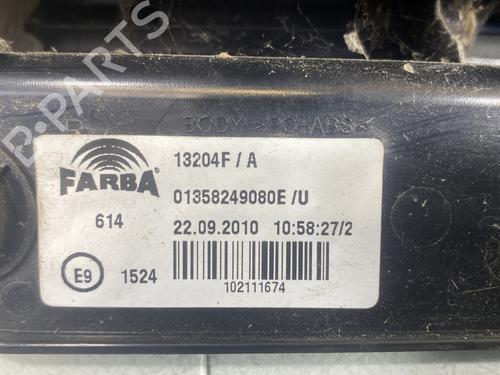 B-PARTS
BODY >PC+ABS<
FARBA®
13204F / A
01358249080E /U
614
22.09.2010 10:58:27/2
E9
1524
102111674